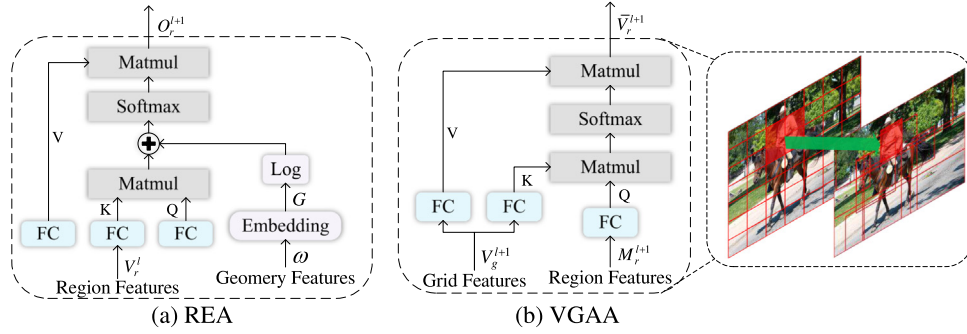 O_r^{l+1}
Matmul
Softmax
V
Log
Matmul
G
K
Q
FC
FC
FC
Embedding
V_r^l
ω
Region Features
Geomery Features
(a) REA
V̄_r^{l+1}
Matmul
V
Softmax
Matmul
K
Q
FC
FC
FC
V_g^{l+1}
M_r^{l+1}
Grid Features
Region Features
(b) VGAA